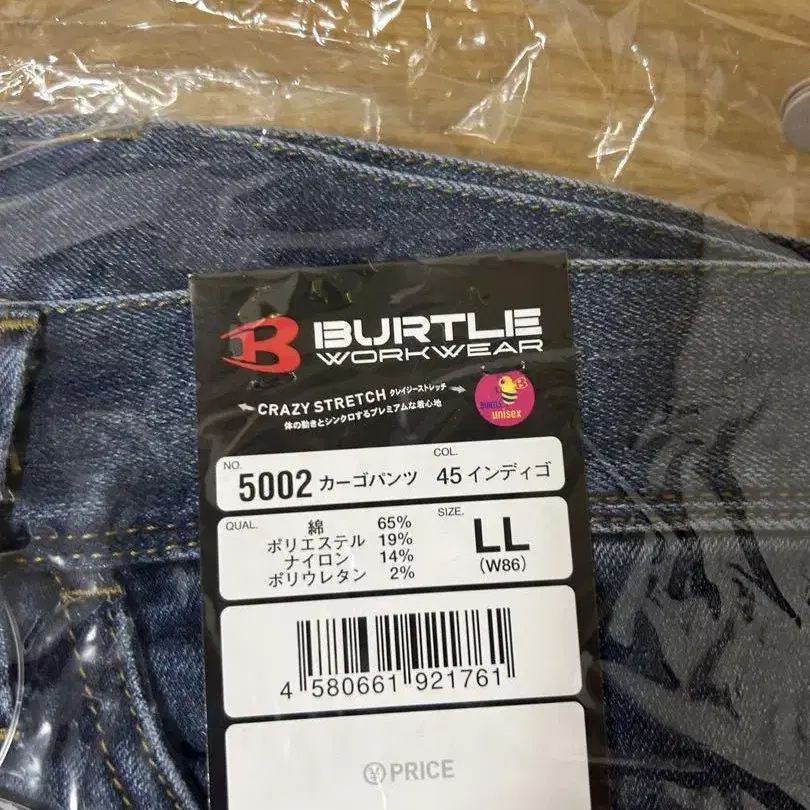 B BURTLE
WORKWEAR
CRAZY STRETCH クレイジーストレッチ
体の動きとシンクロするプレミアムな着心地
BURTLE
unisex
NO. 5002 カーゴパンツ COL. 45 インディゴ
QUAL. 綿 65%
ポリエステル 19%
ナイロン 14%
ポリウレタン 2%
SIZE. LL
(W86)
4 580661 921761
¥ PRICE